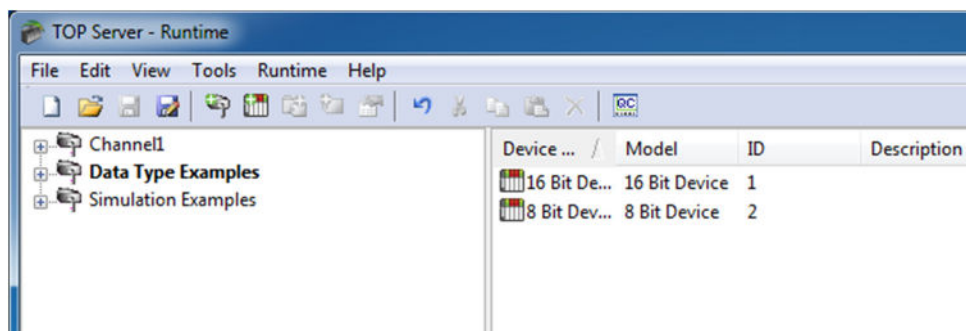 TOP Server - Runtime
File Edit View Tools Runtime Help
QC
Channel1
Data Type Examples
Simulation Examples
Device ... / Model ID Description
16 Bit De... 16 Bit Device 1
8 Bit Dev... 8 Bit Device 2